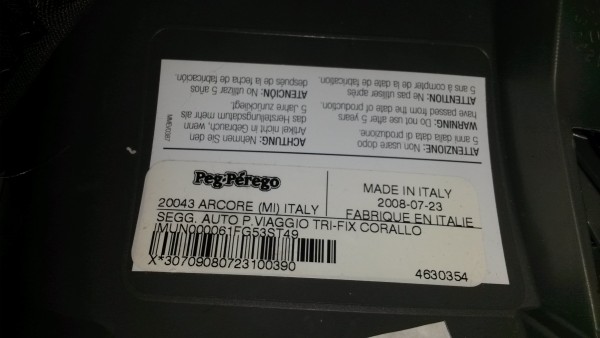 ATTENZIONE: Non usare dopo
5 anni dalla data di produzione.
WARNING: Do not use after 5 years
have passed from the date of production.
ATTENTION: Ne pas utiliser après
5 ans à compter de la date de fabrication.
ACHTUNG: Nehmen Sie den
Artikel nicht in Gebrauch, wenn
das Herstellungsdatum mehr als
5 Jahre zurückliegt.
ATENCIÓN: No utilizar 5 años
después de la fecha de fabricación.
Peg-Pérego
20043 ARCORE (MI) ITALY
MADE IN ITALY
2008-07-23
FABRIQUE EN ITALIE
SEGG. AUTO P.VIAGGIO TRI-FIX CORALLO
IMUN000061FG53ST49
X*30709080723100390
4630354